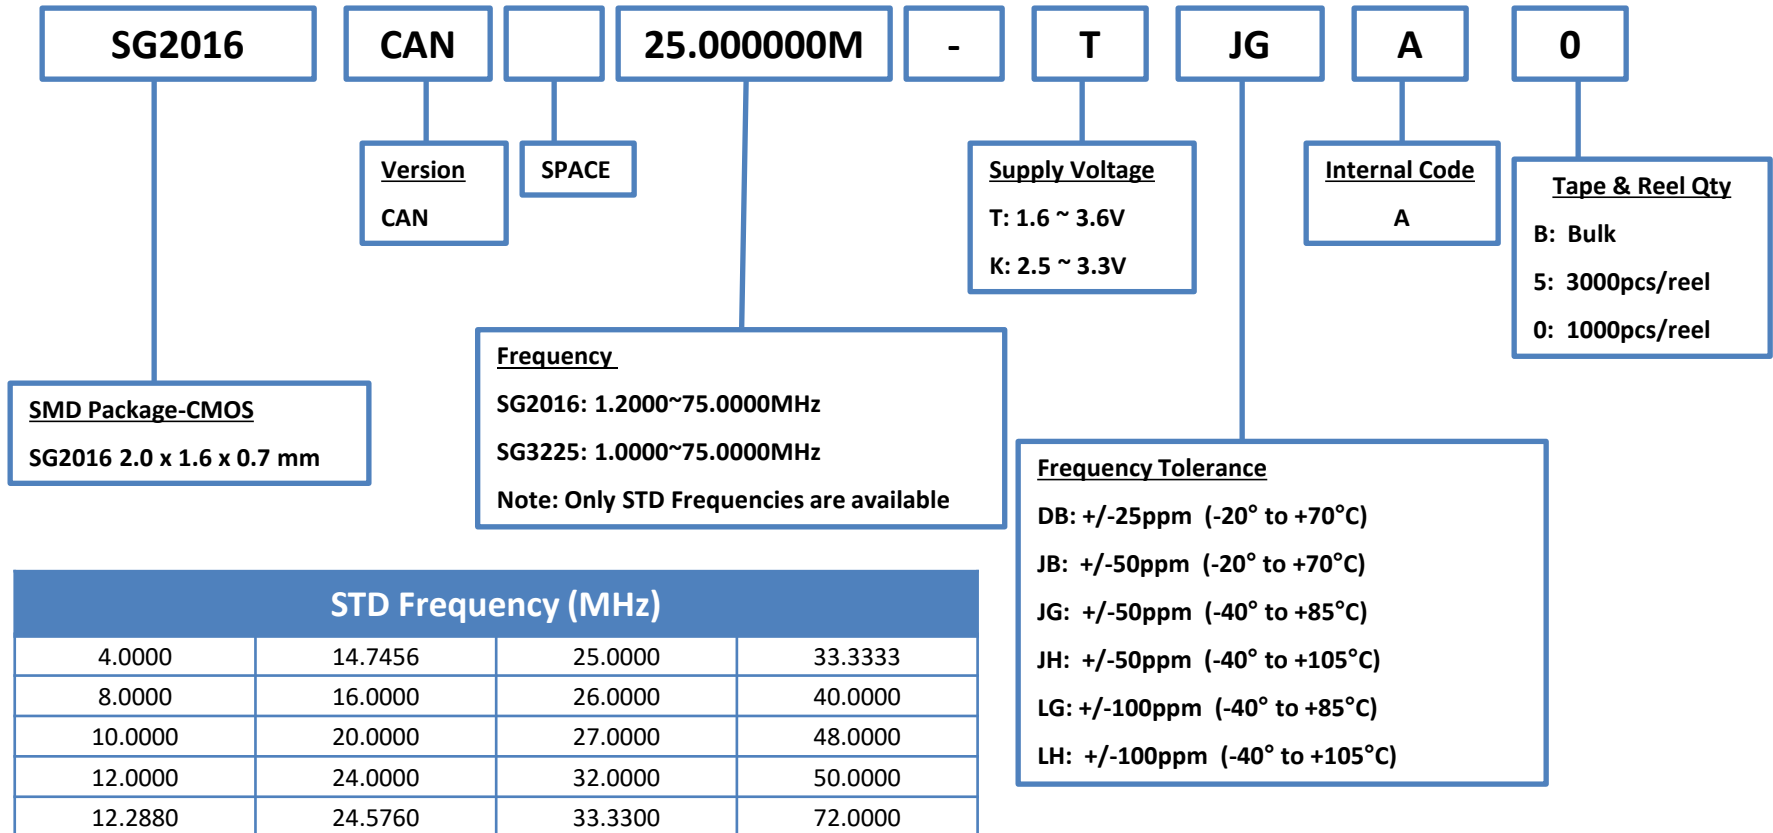 SG2016 CAN 25.000000M - T JG A 0
Version
CAN
SPACE
Supply Voltage
T: 1.6 ~ 3.6V
K: 2.5 ~ 3.3V
Internal Code
A
Tape & Reel Qty
B: Bulk
5: 3000pcs/reel
0: 1000pcs/reel
SMD Package-CMOS
SG2016 2.0 x 1.6 x 0.7 mm
Frequency
SG2016: 1.2000~75.0000MHz
SG3225: 1.0000~75.0000MHz
Note: Only STD Frequencies are available
Frequency Tolerance
DB: +/-25ppm (-20° to +70°C)
JB: +/-50ppm (-20° to +70°C)
JG: +/-50ppm (-40° to +85°C)
JH: +/-50ppm (-40° to +105°C)
LG: +/-100ppm (-40° to +85°C)
LH: +/-100ppm (-40° to +105°C)
STD Frequency (MHz)
4.0000 14.7456 25.0000 33.3333
8.0000 16.0000 26.0000 40.0000
10.0000 20.0000 27.0000 48.0000
12.0000 24.0000 32.0000 50.0000
12.2880 24.5760 33.3300 72.0000